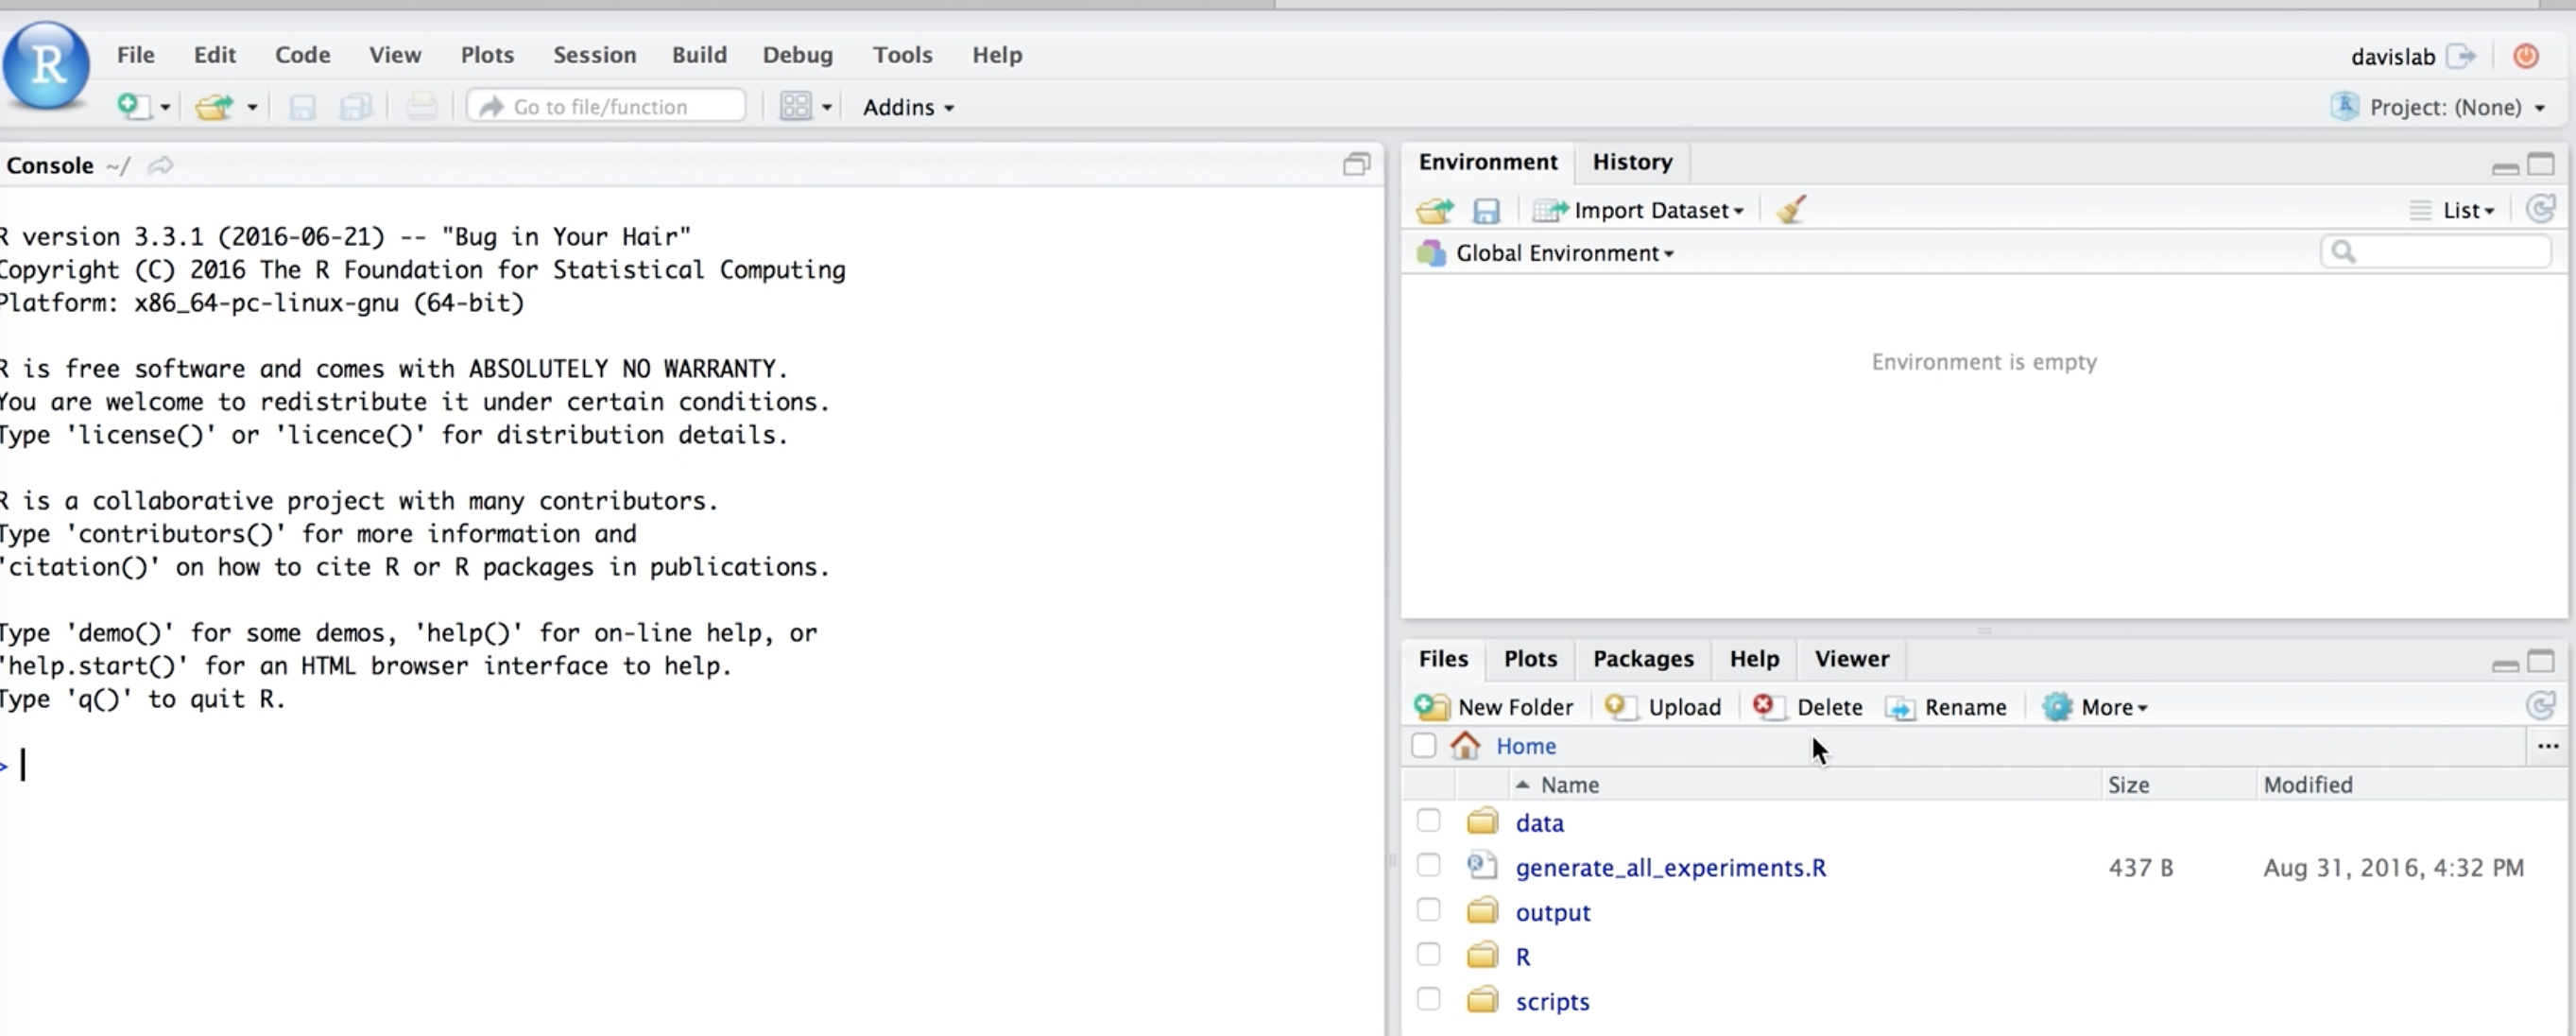 R
File Edit Code View Plots Session Build Debug Tools Help
davislab
Go to file/function
Addins
Project: (None)
Console ~/
R version 3.3.1 (2016-06-21) -- "Bug in Your Hair"
Copyright (C) 2016 The R Foundation for Statistical Computing
Platform: x86_64-pc-linux-gnu (64-bit)
R is free software and comes with ABSOLUTELY NO WARRANTY.
You are welcome to redistribute it under certain conditions.
Type 'license()' or 'licence()' for distribution details.
R is a collaborative project with many contributors.
Type 'contributors()' for more information and
'citation()' on how to cite R or R packages in publications.
Type 'demo()' for some demos, 'help()' for on-line help, or
'help.start()' for an HTML browser interface to help.
Type 'q()' to quit R.
>
Environment History
Import Dataset
List
Global Environment
Environment is empty
Files Plots Packages Help Viewer
New Folder Upload Delete Rename More
Home
...
Name Size Modified
data
generate_all_experiments.R 437 B Aug 31, 2016, 4:32 PM
output
R
scripts